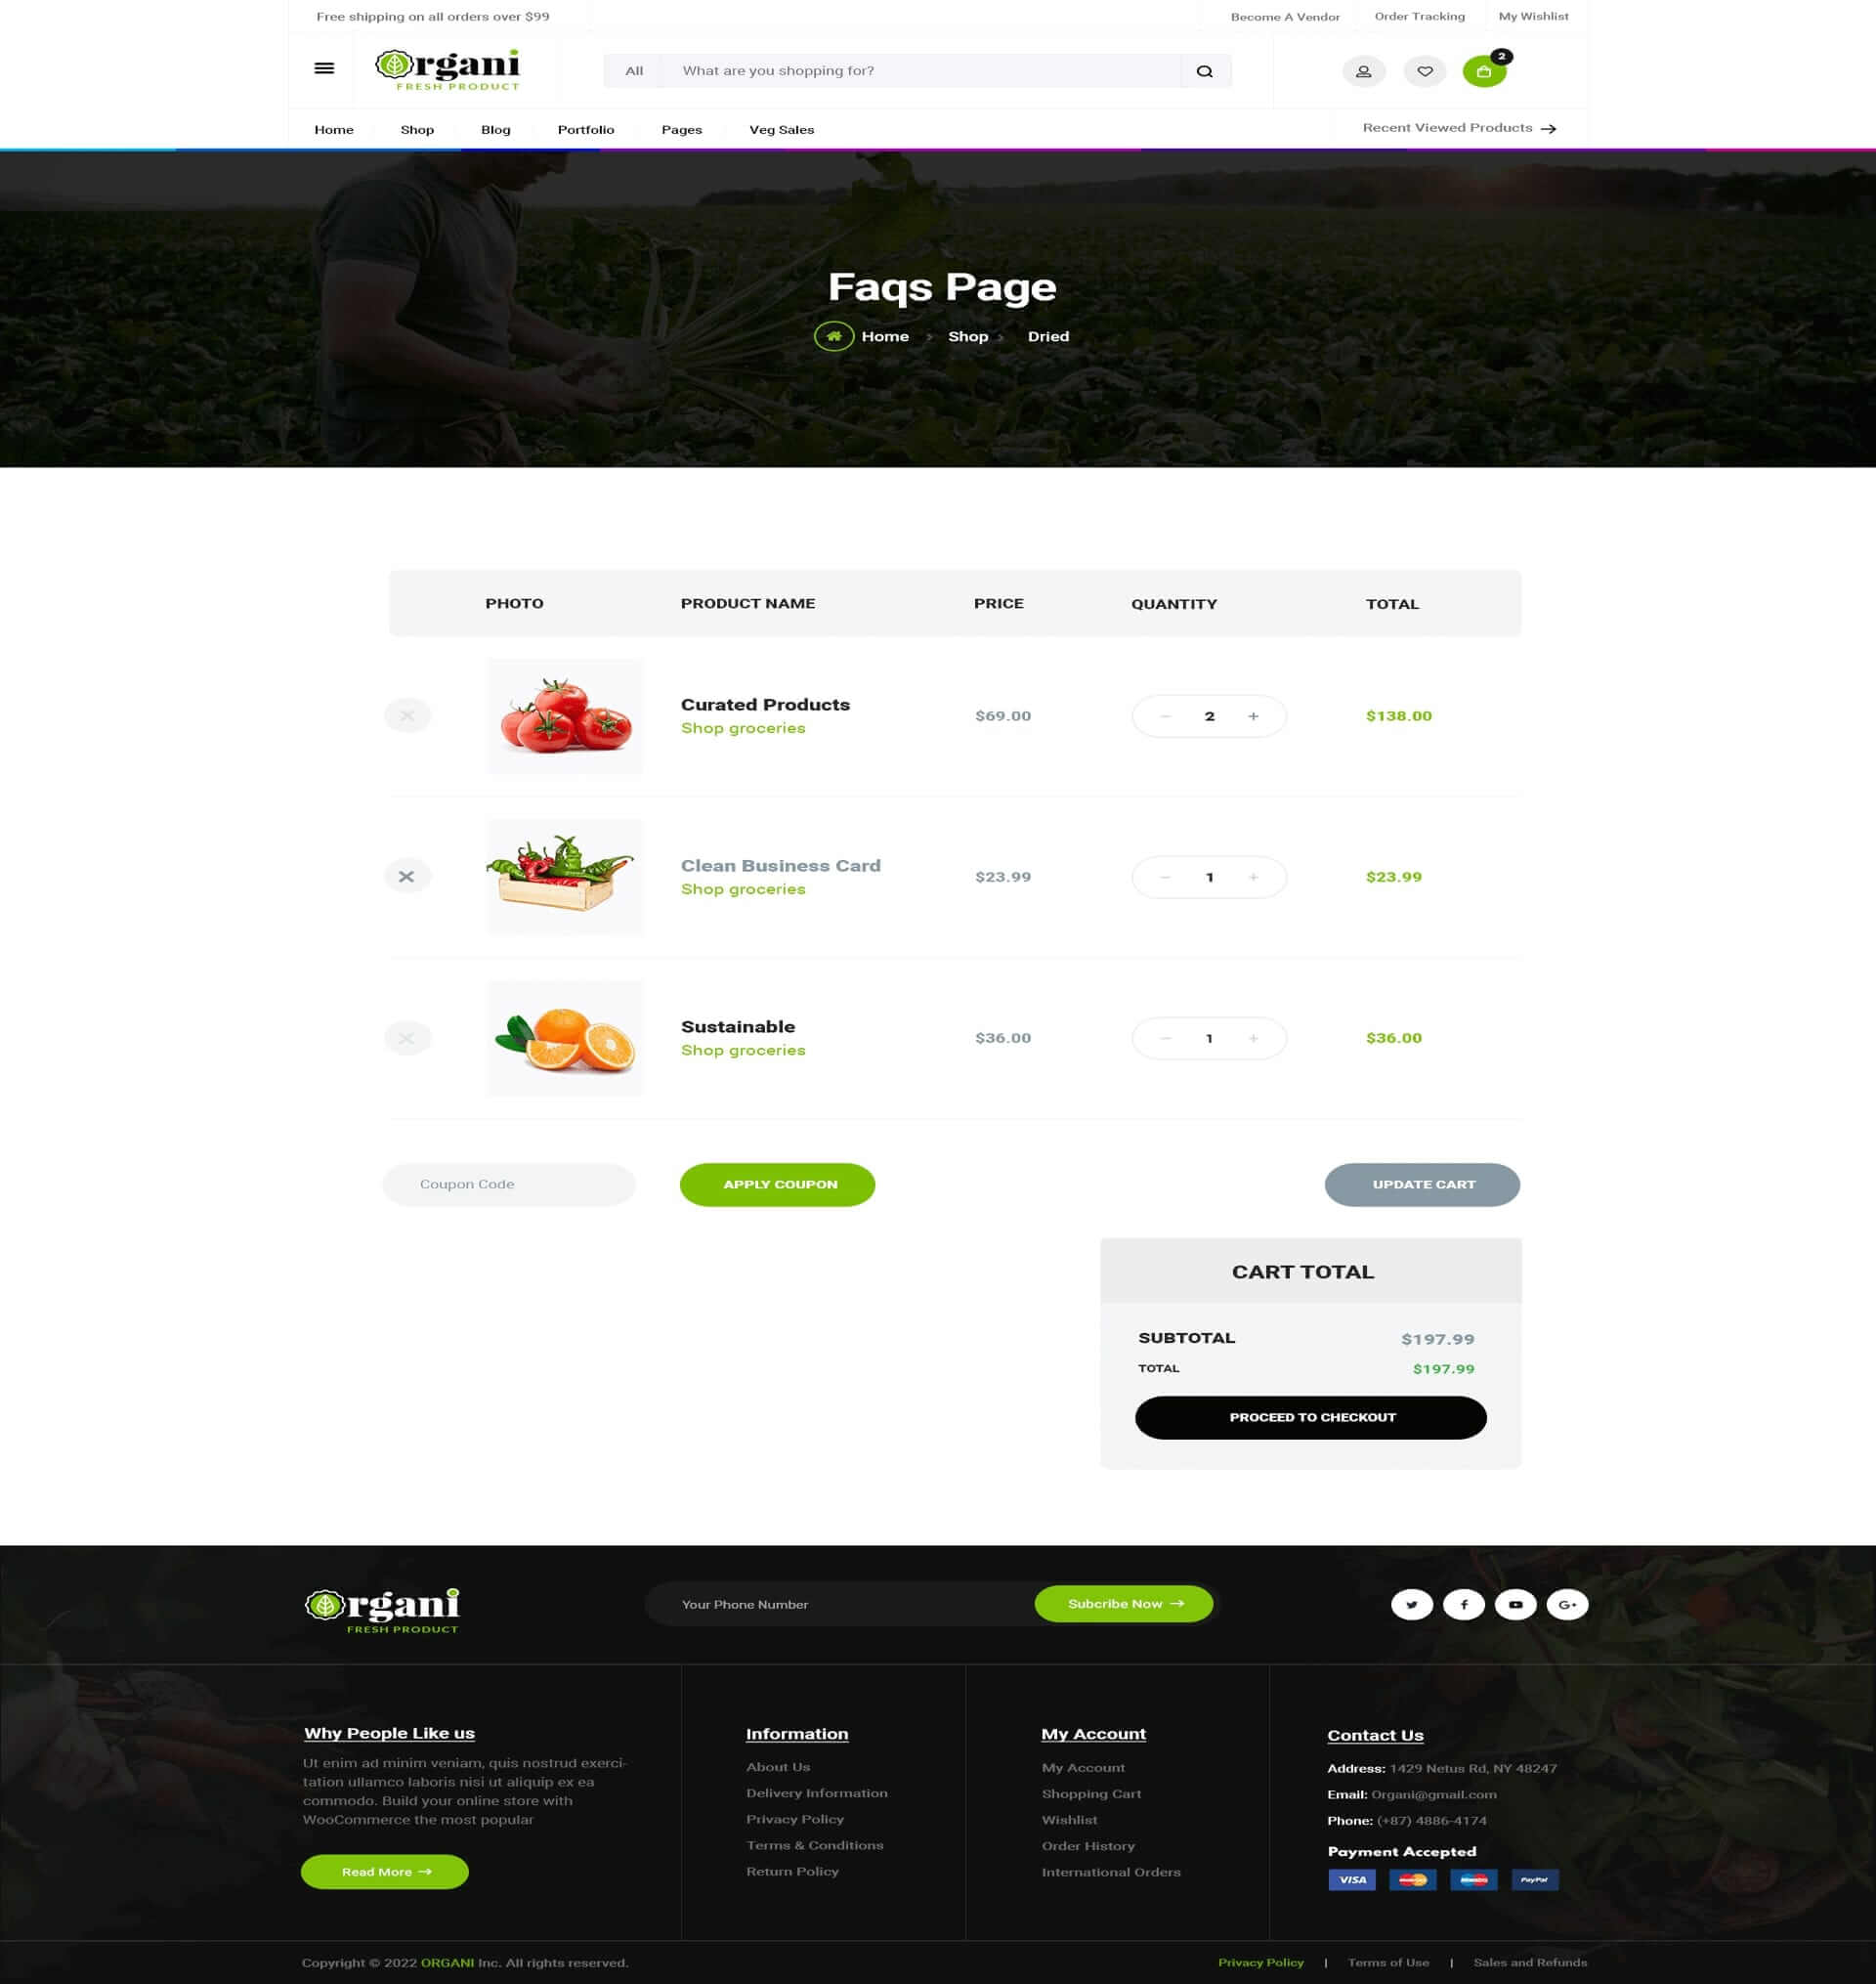 Free shipping on all orders over $99
Become A Vendor Order Tracking My Wishlist
Organi
FRESH PRODUCT
All What are you shopping for?
2
Home Shop Blog Portfolio Pages Veg Sales
Recent Viewed Products
Faqs Page
Home Shop Dried
PHOTO PRODUCT NAME PRICE QUANTITY TOTAL
Curated Products
Shop groceries
$69.00 − 2 + $138.00
Clean Business Card
Shop groceries
$23.99 − 1 + $23.99
Sustainable
Shop groceries
$36.00 − 1 + $36.00
Coupon Code APPLY COUPON UPDATE CART
CART TOTAL
SUBTOTAL $197.99
TOTAL $197.99
PROCEED TO CHECKOUT
Organi
FRESH PRODUCT
Your Phone Number Subcribe Now
G+
Why People Like us
Ut enim ad minim veniam, quis nostrud exerci-
tation ullamco laboris nisi ut aliquip ex ea
commodo. Build your online store with
WooCommerce the most popular
Read More
Information
About Us
Delivery Information
Privacy Policy
Terms & Conditions
Return Policy
My Account
My Account
Shopping Cart
Wishlist
Order History
International Orders
Contact Us
Address: 1429 Netus Rd, NY 48247
Email: Organi@gmail.com
Phone: (+87) 4886-4174
Payment Accepted
VISA PayPal
Copyright © 2022 ORGANI Inc. All rights reserved.
Privacy Policy | Terms of Use | Sales and Refunds